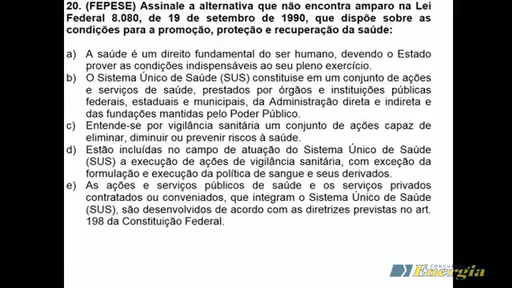 20. (FEPESE) Assinale a alternativa que não encontra amparo na Lei
Federal 8.080, de 19 de setembro de 1990, que dispõe sobre as
condições para a promoção, proteção e recuperação da saúde:
a) A saúde é um direito fundamental do ser humano, devendo o Estado
prover as condições indispensáveis ao seu pleno exercício.
b) O Sistema Único de Saúde (SUS) constituise em um conjunto de ações
e serviços de saúde, prestados por órgãos e instituições públicas
federais, estaduais e municipais, da Administração direta e indireta e
das fundações mantidas pelo Poder Público.
c) Entende-se por vigilância sanitária um conjunto de ações capaz de
eliminar, diminuir ou prevenir riscos à saúde.
d) Estão incluídas no campo de atuação do Sistema Único de Saúde
(SUS) a execução de ações de vigilância sanitária, com exceção da
formulação e execução da política de sangue e seus derivados.
e) As ações e serviços públicos de saúde e os serviços privados
contratados ou conveniados, que integram o Sistema Único de Saúde
(SUS), são desenvolvidos de acordo com as diretrizes previstas no art.
198 da Constituição Federal.
Energia